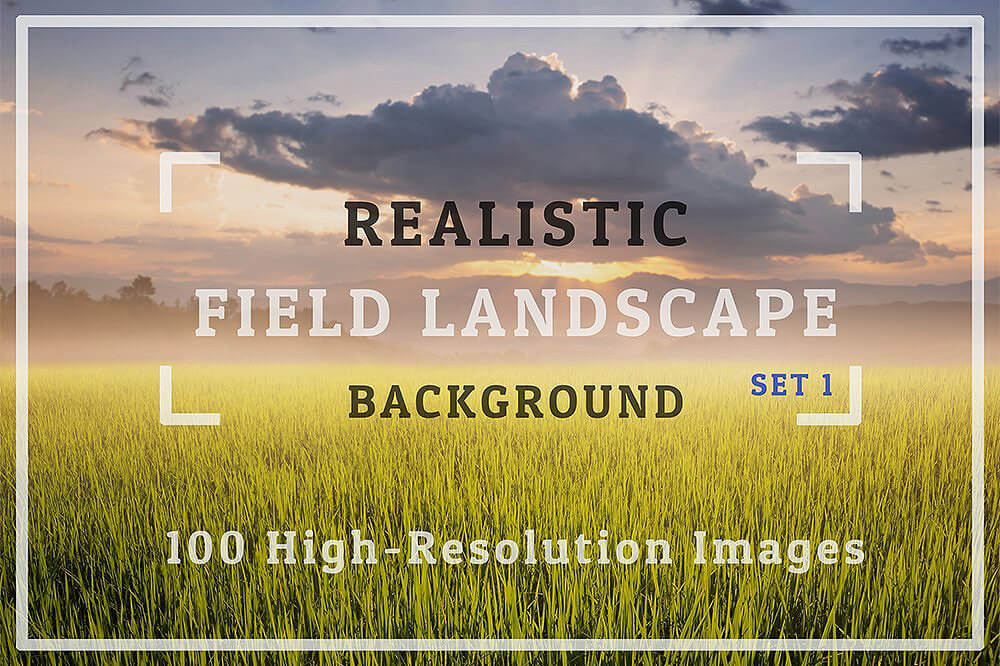 REALISTIC
FIELD LANDSCAPE
BACKGROUND
SET 1
100 High-Resolution Images